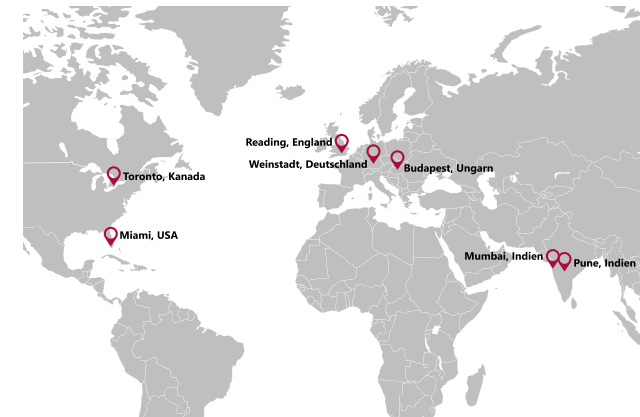 Reading, England
Weinstadt, Deutschland
Budapest, Ungarn
Toronto, Kanada
Miami, USA
Mumbai, Indien
Pune, Indien